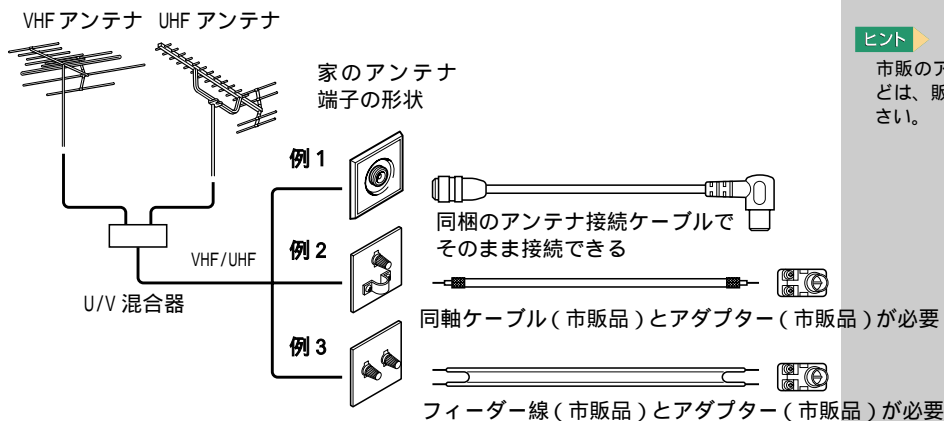 VHF アンテナ UHF アンテナ
家のアンテナ
端子の形状
ヒント
市販のア
どは、販
さい。
例 1
同梱のアンテナ接続ケーブルで
そのまま接続できる
例 2
VHF/UHF
U/V 混合器
同軸ケーブル ( 市販品 ) とアダプター ( 市販品 ) が必要
例 3
フィーダー線 ( 市販品 ) とアダプター ( 市販品 ) が必要